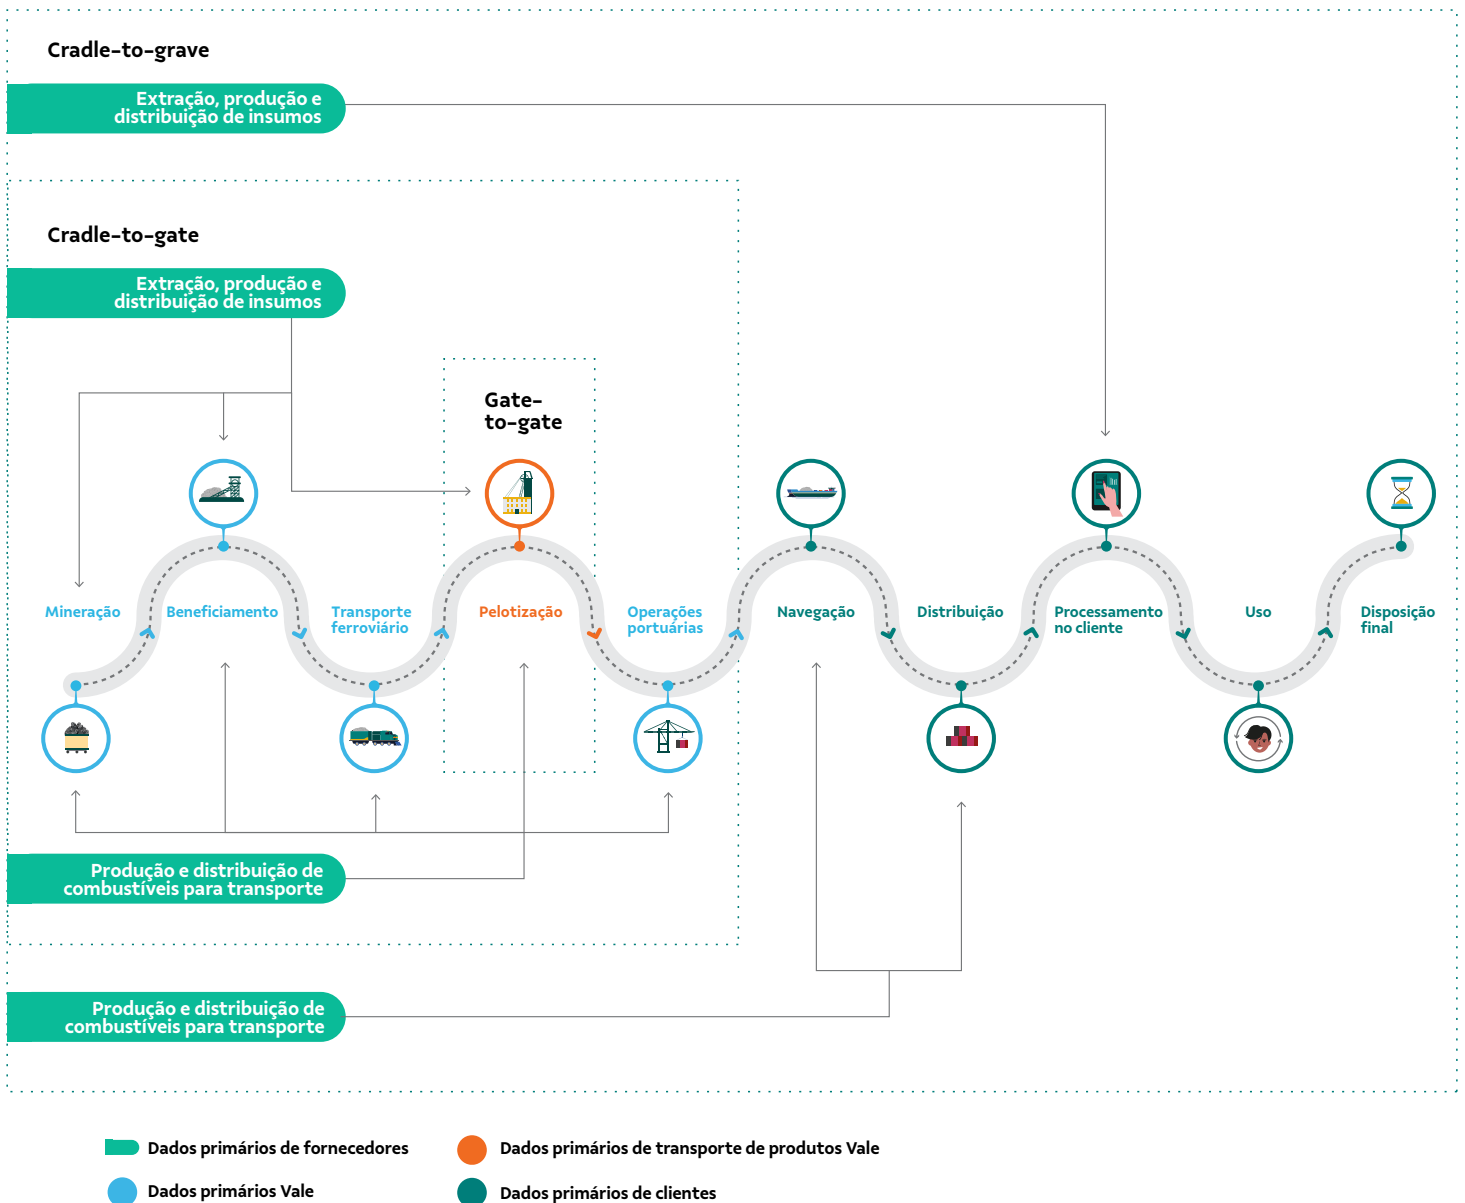 Cradle-to-grave
Extração, produção e
distribuição de insumos
Cradle-to-gate
Extração, produção e
distribuição de insumos
Gate-
to-gate
Mineração
Beneficiamento
Transporte
ferroviário
Pelotização
Operações
portuárias
Navegação
Distribuição
Processamento
no cliente
Uso
Disposição
final
Produção e distribuição de
combustíveis para transporte
Produção e distribuição de
combustíveis para transporte
Dados primários de fornecedores
Dados primários de transporte de produtos Vale
Dados primários Vale
Dados primários de clientes